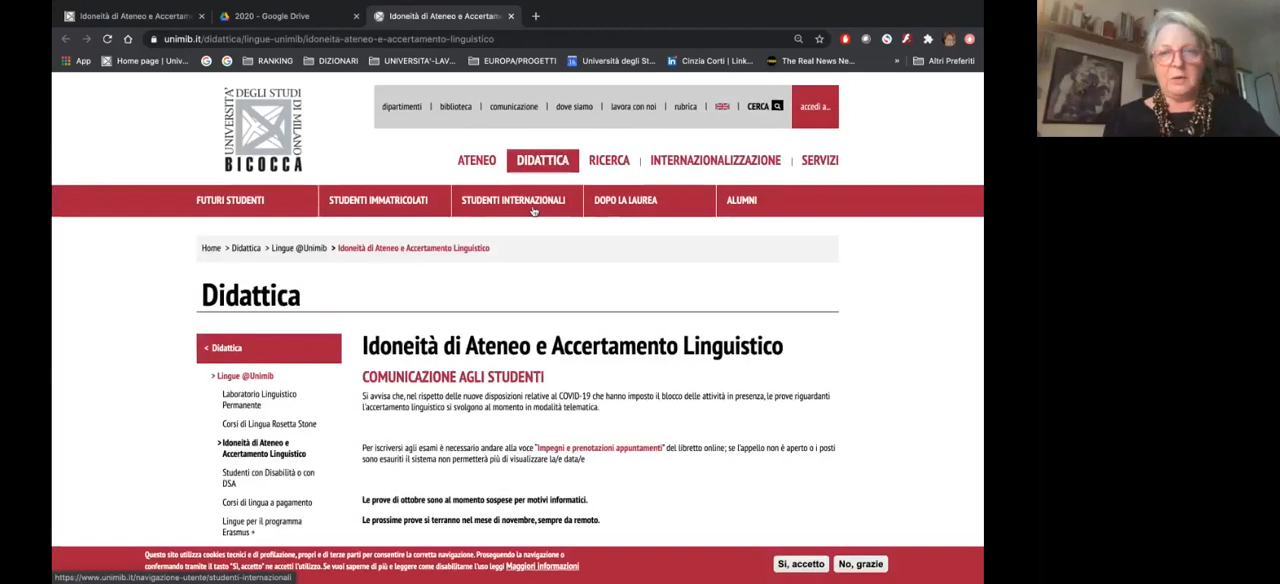 Idoneità di Ateneo e Accertam
2020 - Google Drive
Idoneità di Ateneo e Accertam
unimib.it/didattica/lingue-unimib/idoneita-ateneo-e-accertamento-linguistico
App
Home page | Univ...
RANKING
DIZIONARI
UNIVERSITA'-LAV...
EUROPA/PROGETTI
Università degli St...
Cinzia Corti | Link...
The Real News Ne...
»
Altri Preferiti
UNIVERSITÀ DEGLI STUDI DI MILANO
BICOCCA
dipartimenti | biblioteca | comunicazione | dove siamo | lavora con noi | rubrica | | CERCA
accedi a...
ATENEO DIDATTICA RICERCA | INTERNAZIONALIZZAZIONE | SERVIZI
FUTURI STUDENTI STUDENTI IMMATRICOLATI STUDENTI INTERNAZIONALI DOPO LA LAUREA ALUMNI
Home > Didattica > Lingue @Unimib > Idoneità di Ateneo e Accertamento Linguistico
Didattica
< Didattica
> Lingue @Unimib
Laboratorio Linguistico
Permanente
Corsi di Lingua Rosetta Stone
> Idoneità di Ateneo e
Accertamento Linguistico
Studenti con Disabilità o con
DSA
Corsi di lingua a pagamento
Lingue per il programma
Erasmus +
Idoneità di Ateneo e Accertamento Linguistico
COMUNICAZIONE AGLI STUDENTI
Si avvisa che, nel rispetto delle nuove disposizioni relative al COVID-19 che hanno imposto il blocco delle attività in presenza, le prove riguardanti
l'accertamento linguistico si svolgono al momento in modalità telematica.
Per iscriversi agli esami è necessario andare alla voce "Impegni e prenotazioni appuntamenti" del libretto online; se l'appello non è aperto o i posti
sono esauriti il sistema non permetterà più di visualizzare la/e data/e
Le prove di ottobre sono al momento sospese per motivi informatici.
Le prossime prove si terranno nel mese di novembre, sempre da remoto.
Questo sito utilizza cookies tecnici e di profilazione, propri e di terze parti per consentire la corretta navigazione. Proseguendo la navigazione o
confermando tramite il tasto "Sì, accetto" ne accetti l'utilizzo. Se vuoi saperne di più e leggere come disabilitarne l'uso leggi Maggiori informazioni
Sì, accetto
No, grazie
https://www.unimib.it/navigazione-utente/studenti-internazionali